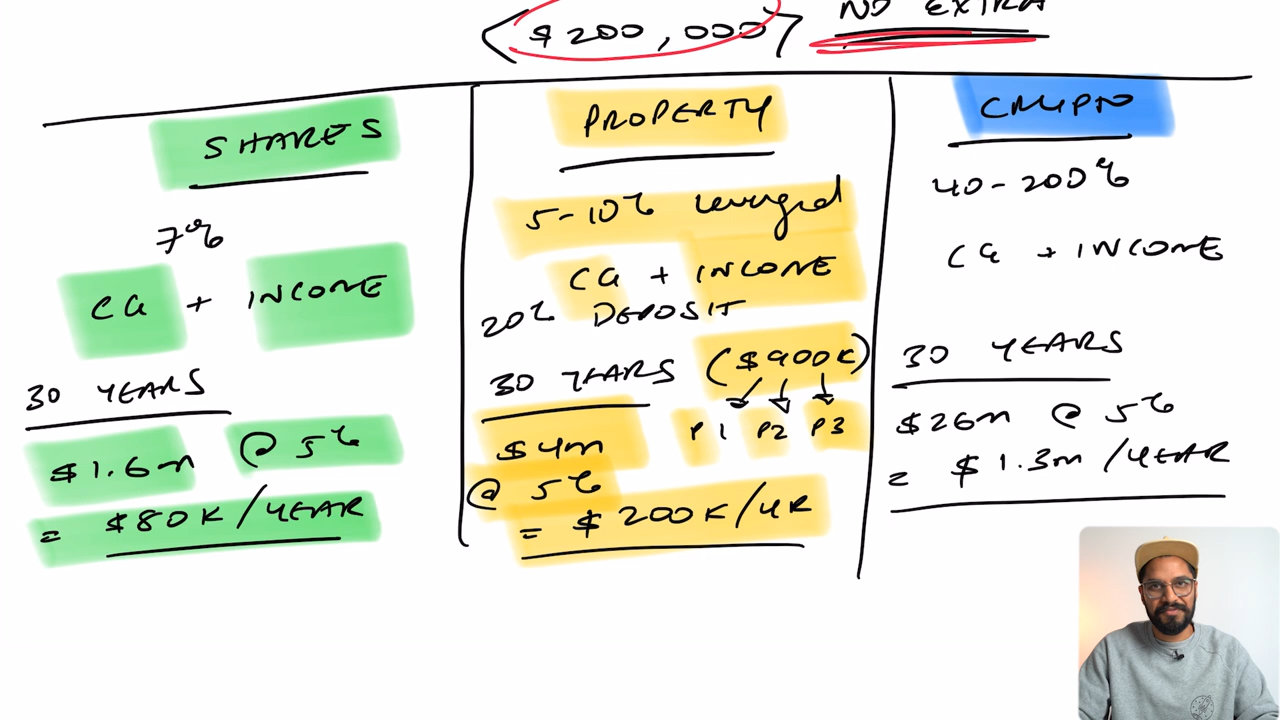 <$200,000> NO EXTRA
SHARES
7%
CG + INCOME
30 YEARS
$1.6m @ 5%
= $80K/YEAR
PROPERTY
5-10% leveraged
CG + INCOME
20% DEPOSIT
30 YEARS ($900K)
P1 P2 P3
$4m
@ 5%
= $200K/YR
CRYPTO
40-200%
CG + INCOME
30 YEARS
$26m @ 5%
= $1.3m/YEAR